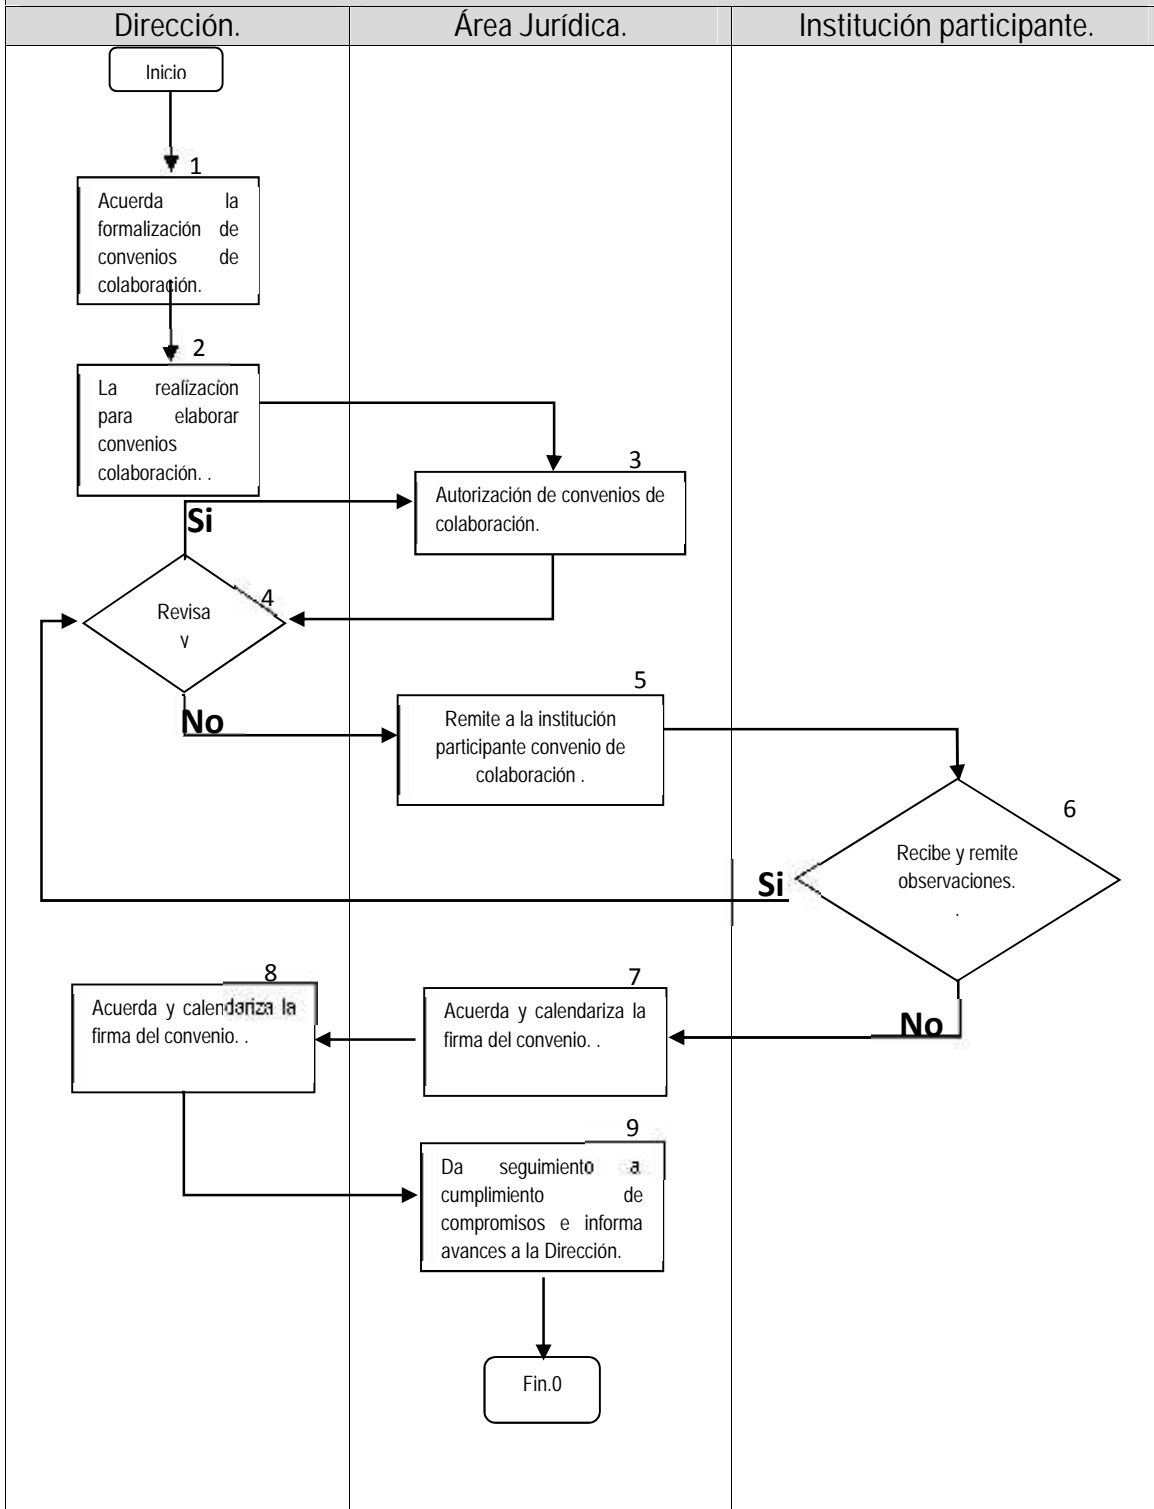 Dirección.
Área Jurídica.
Institución participante.
Inicio
1
Acuerda la
formalización de
convenios de
colaboración.
2
La realizacion
para elaborar
convenios
colaboración. .
3
Autorización de convenios de
colaboración.
Si
4
Revisa
y
No
5
Remite a la institución
participante convenio de
colaboración .
6
Recibe y remite
observaciones.
.
Si
No
7
Acuerda y calendariza la
firma del convenio. .
8
Acuerda y calendariza la
firma del convenio. .
9
Da seguimiento a
cumplimiento de
compromisos e informa
avances a la Dirección.
Fin.0